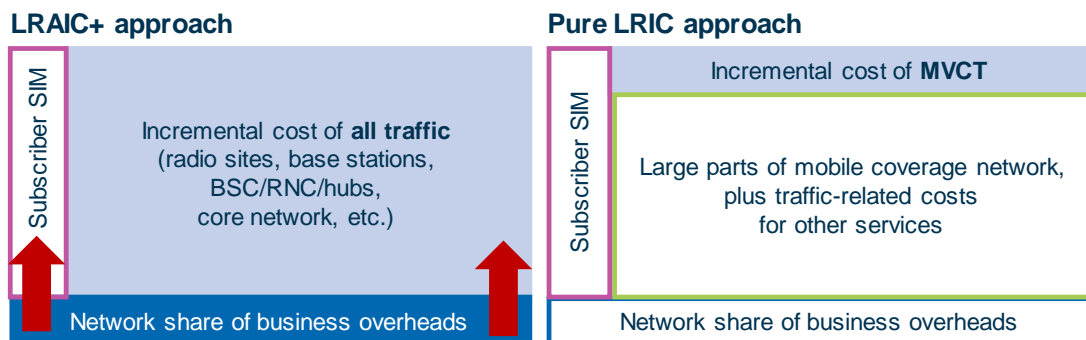 LRAIC+ approach
Subscriber SIM
Incremental cost of all traffic
(radio sites, base stations,
BSC/RNC/hubs,
core network, etc.)
Network share of business overheads
Pure LRIC approach
Subscriber SIM
Incremental cost of MVCT
Large parts of mobile coverage network,
plus traffic-related costs
for other services
Network share of business overheads